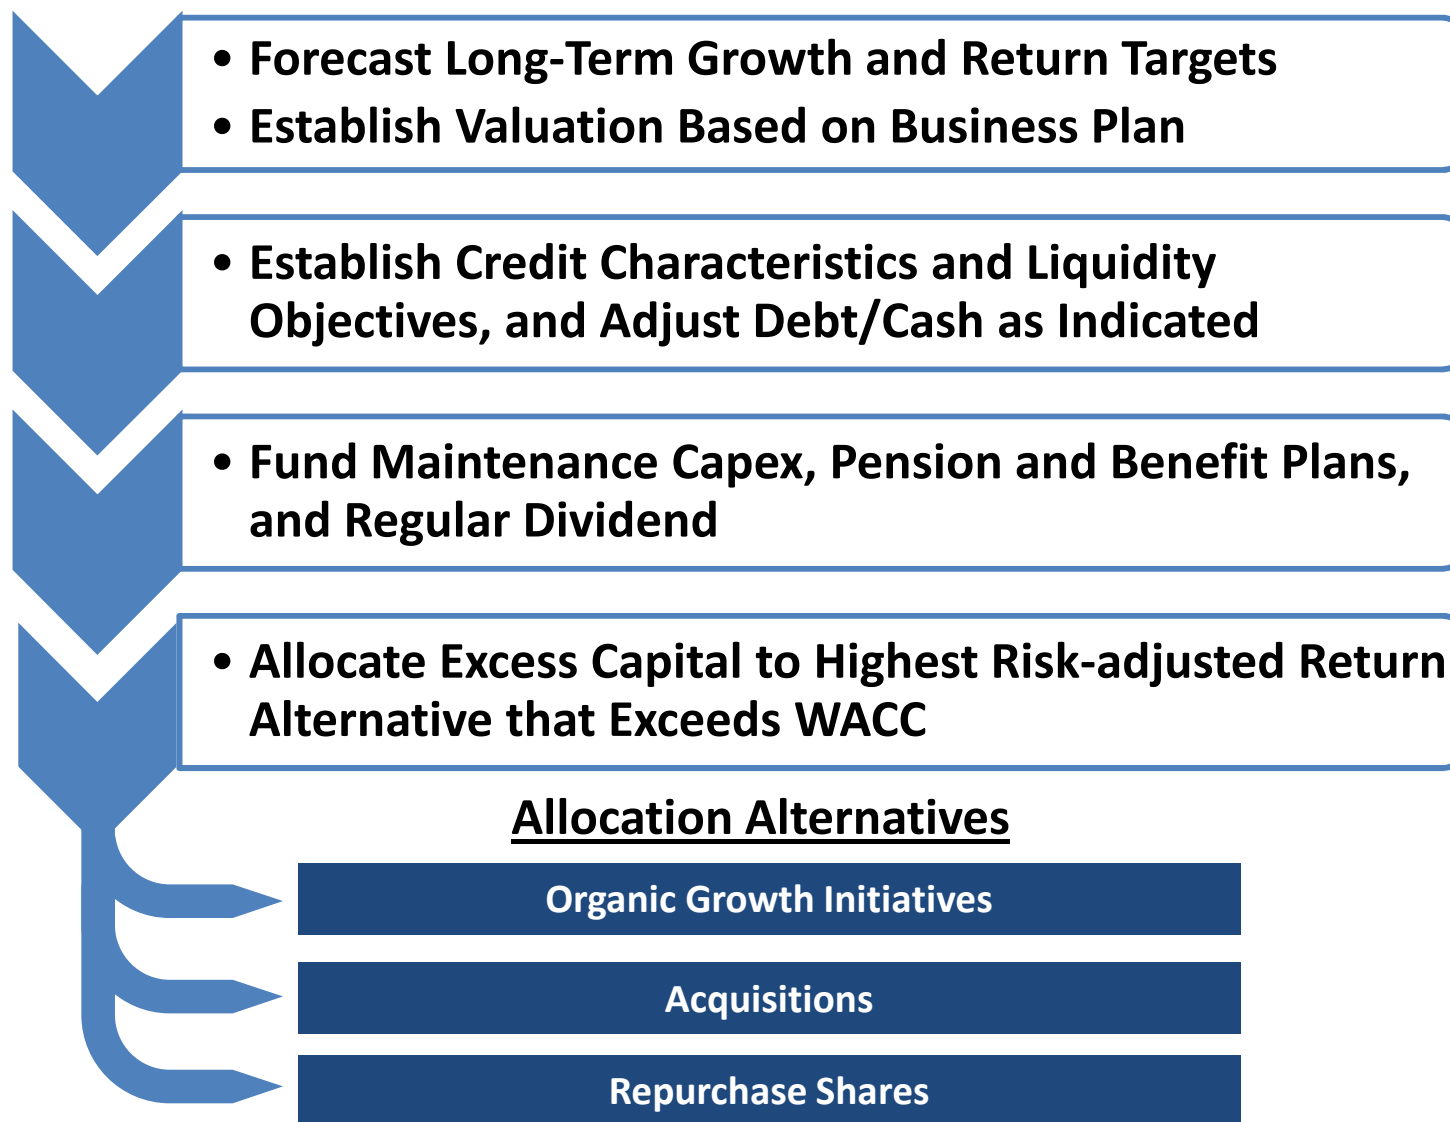 • Forecast Long-Term Growth and Return Targets
• Establish Valuation Based on Business Plan
• Establish Credit Characteristics and Liquidity
Objectives, and Adjust Debt/Cash as Indicated
• Fund Maintenance Capex, Pension and Benefit Plans,
and Regular Dividend
• Allocate Excess Capital to Highest Risk-adjusted Return
Alternative that Exceeds WACC
Allocation Alternatives
Organic Growth Initiatives
Acquisitions
Repurchase Shares